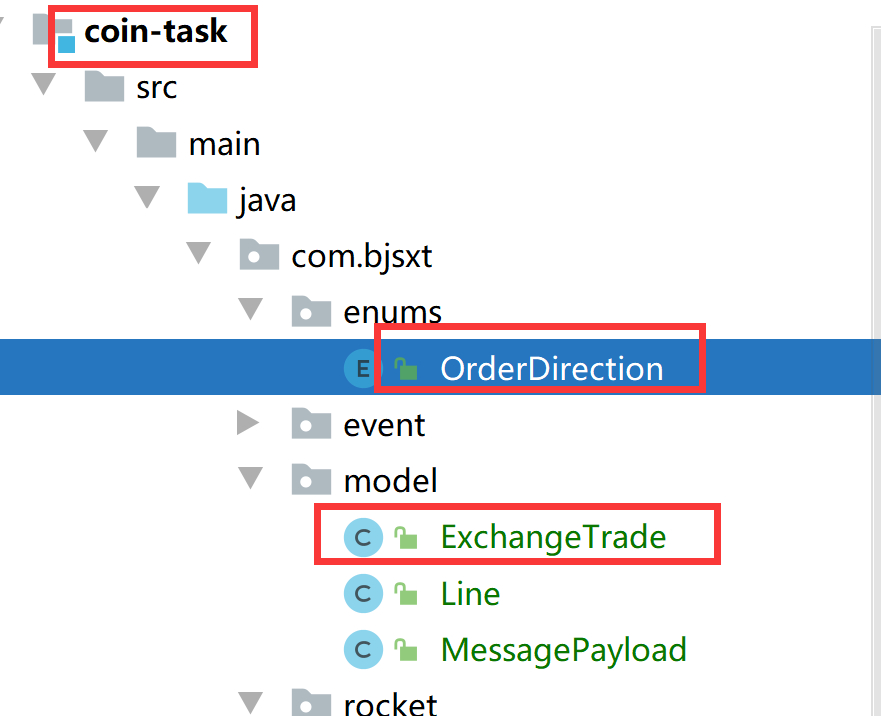 coin-task
src
main
java
com.bjsxt
enums
E OrderDirection
event
model
C ExchangeTrade
C Line
C MessagePayload
rocket